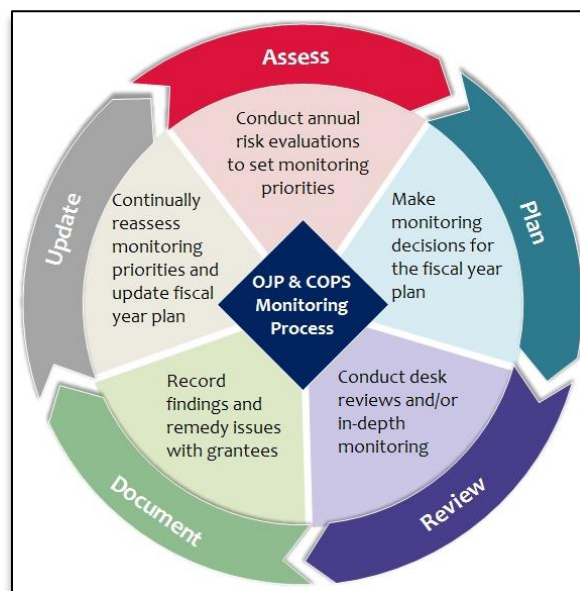 Assess
Conduct annual
risk evaluations
to set monitoring
priorities
Plan
Make
monitoring
decisions for
the fiscal year
plan
Review
Conduct desk
reviews and/or
in-depth
monitoring
Document
Record
findings and
remedy issues
with grantees
Update
Continually
reassess
monitoring
priorities and
update fiscal
year plan
OJP & COPS
Monitoring
Process